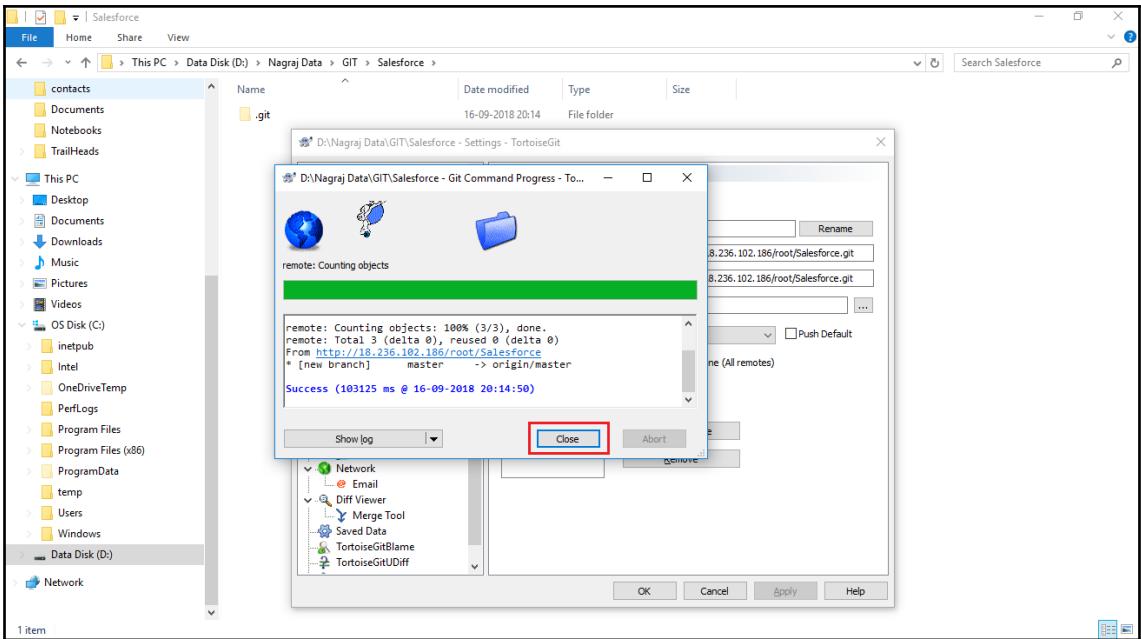 Salesforce
File Home Share View
This PC > Data Disk (D:) > Nagraj Data > GIT > Salesforce >
Search Salesforce
contacts
Documents
Notebooks
TrailHeads
This PC
Desktop
Documents
Downloads
Music
Pictures
Videos
OS Disk (C:)
inetpub
Intel
OneDriveTemp
PerfLogs
Program Files
Program Files (x86)
ProgramData
temp
Users
Windows
Data Disk (D:)
Network
Name Date modified Type Size
.git 16-09-2018 20:14 File folder
D:\Nagraj Data\GIT\Salesforce - Settings - TortoiseGit
D:\Nagraj Data\GIT\Salesforce - Git Command Progress - To...
remote: Counting objects
remote: Counting objects: 100% (3/3), done.
remote: Total 3 (delta 0), reused 0 (delta 0)
From http://18.236.102.186/root/Salesforce
* [new branch] master -> origin/master
Success (103125 ms @ 16-09-2018 20:14:50)
Show log Close Abort
Rename
8.236.102.186/root/Salesforce.git
8.236.102.186/root/Salesforce.git
...
Push Default
ne (All remotes)
Remove
Network
Email
Diff Viewer
Merge Tool
Saved Data
TortoiseGitBlame
TortoiseGitUDiff
OK Cancel Apply Help
1 item